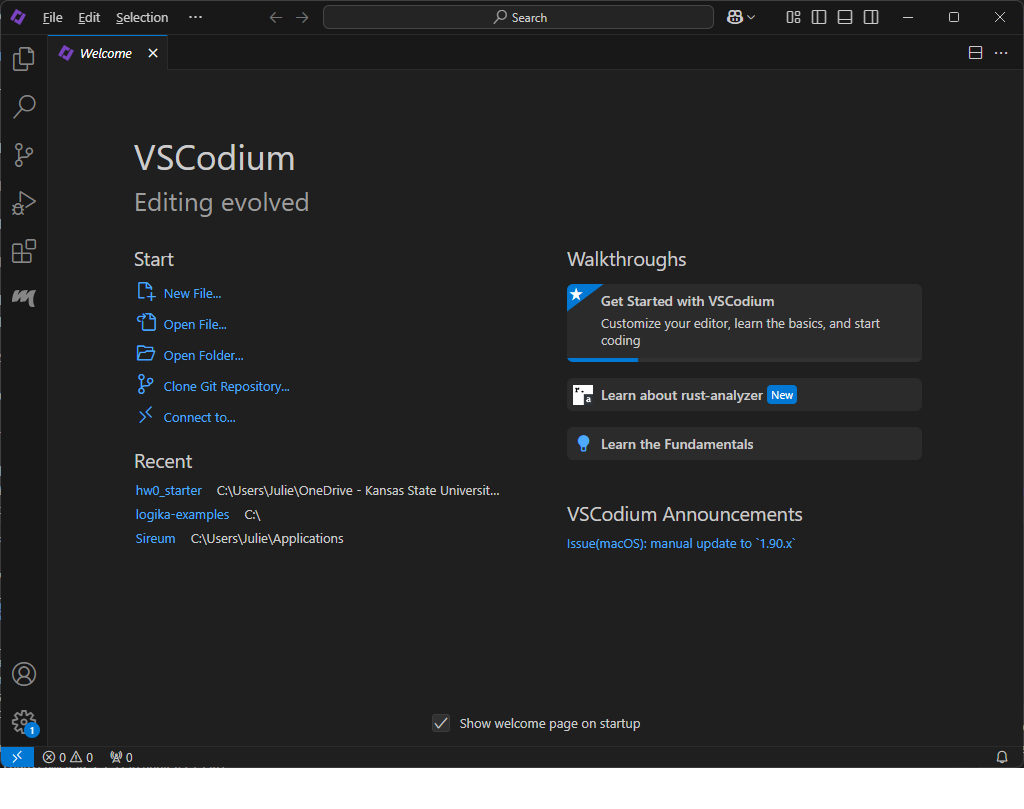 File Edit Selection ··· Search
Welcome
VSCodium
Editing evolved
Start
New File...
Open File...
Open Folder...
Clone Git Repository...
Connect to...
Recent
hw0_starter C:\Users\Julie\OneDrive - Kansas State Universit...
logika-examples C:\
Sireum C:\Users\Julie\Applications
Walkthroughs
Get Started with VSCodium
Customize your editor, learn the basics, and start
coding
r.a Learn about rust-analyzer New
Learn the Fundamentals
VSCodium Announcements
Issue(macOS): manual update to `1.90.x`
Show welcome page on startup
1
0 0 0